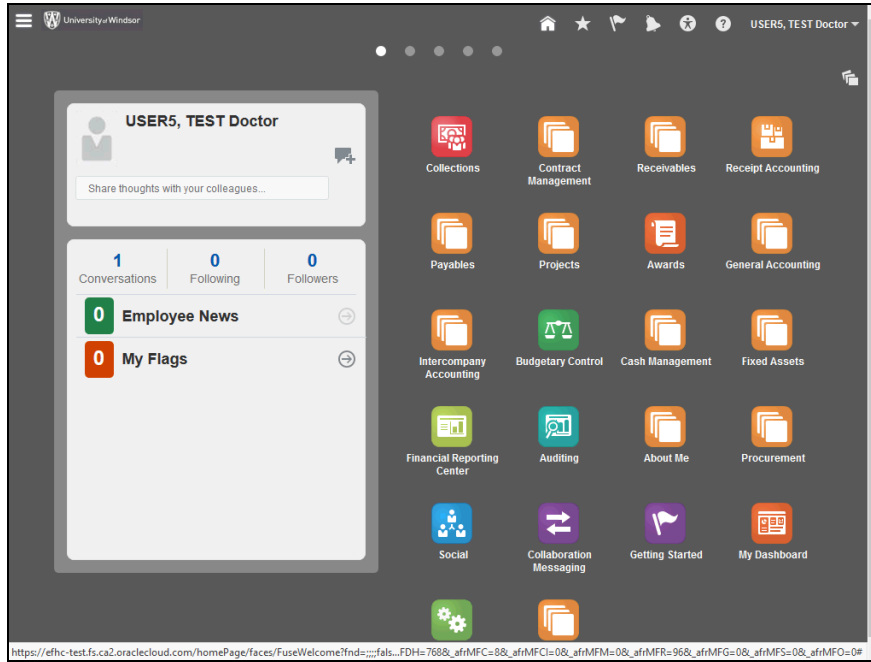 University of Windsor
USER5, TEST Doctor
USER5, TEST Doctor
Share thoughts with your colleagues...
1 0 0
Conversations Following Followers
0 Employee News
0 My Flags
Collections Contract Management Receivables Receipt Accounting
Payables Projects Awards General Accounting
Intercompany Accounting Budgetary Control Cash Management Fixed Assets
Financial Reporting Center Auditing About Me Procurement
Social Collaboration Messaging Getting Started My Dashboard
https://efhc-test.fs.ca2.oraclecloud.com/homePage/faces/FuseWelcome?fnd=;;;;fals...FDH=768&_afrMFC=8&_afrMFCI=0&_afrMFM=0&_afrMFR=96&_afrMFG=0&_afrMFS=0&_afrMFO=0#